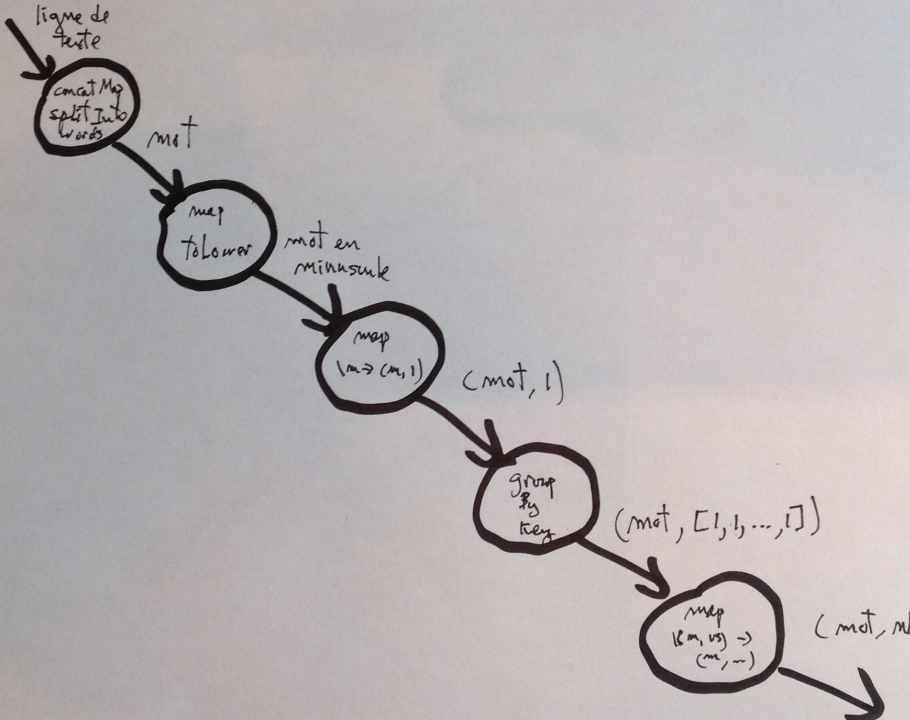 ligne de
texte
concatMap
splitInto
words
mot
map
toLower
mot en
minuscule
map
\m -> (m, 1)
(mot, 1)
group
By
key
(mot, [1,1,...,1])
map
\(m, vs) ->
(m, ...)
(mot,